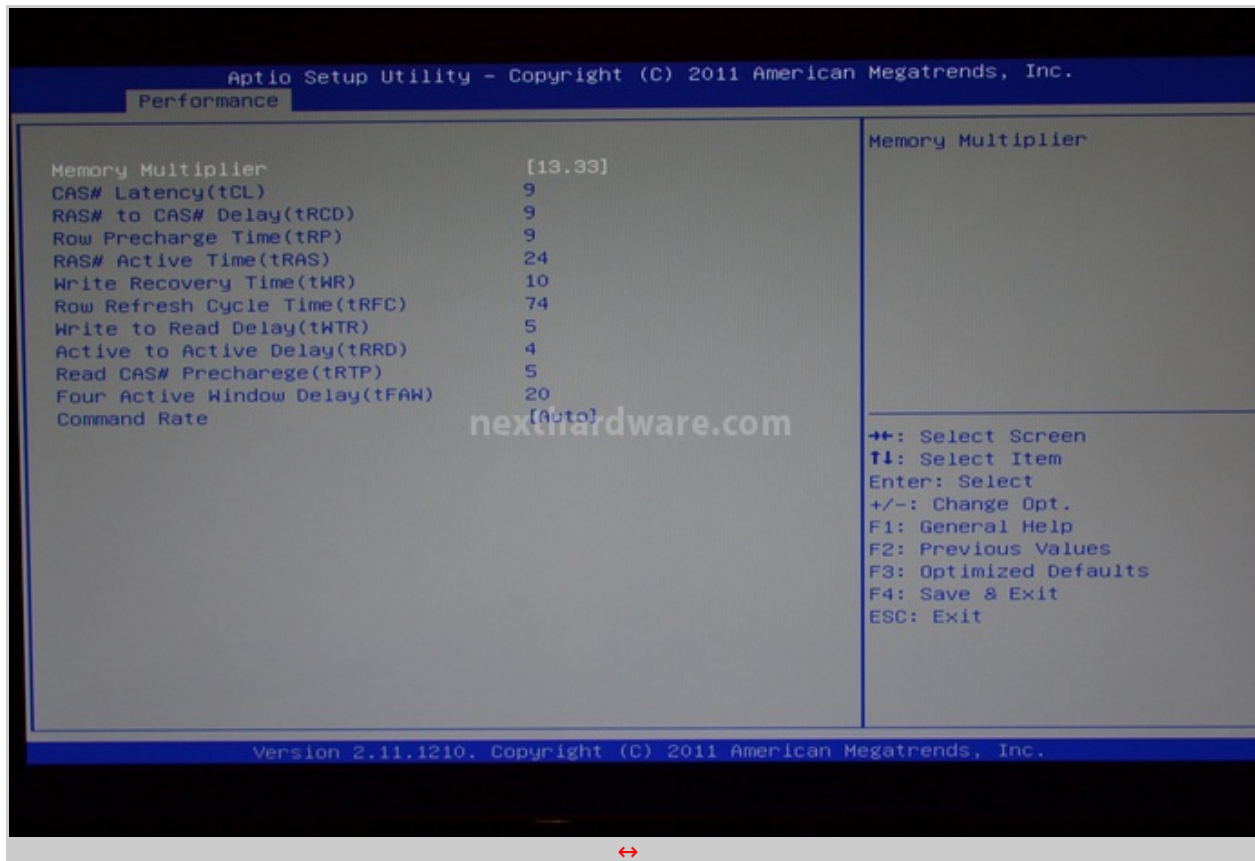 Aptio Setup Utility - Copyright (C) 2011 American Megatrends, Inc.
Performance
Memory Multiplier [13.33]
CAS# Latency(tCL) 9
RAS# to CAS# Delay(tRCD) 9
Row Precharge Time(tRP) 9
RAS# Active Time(tRAS) 24
Write Recovery Time(tWR) 10
Row Refresh Cycle Time(tRFC) 74
Write to Read Delay(tWTR) 5
Active to Active Delay(tRRD) 4
Read CAS# Precharege(tRTP) 5
Four Active Window Delay(tFAW) 20
Command Rate [Auto]
nexthardware.com
Memory Multiplier
→←: Select Screen
↑↓: Select Item
Enter: Select
+/-: Change Opt.
F1: General Help
F2: Previous Values
F3: Optimized Defaults
F4: Save & Exit
ESC: Exit
Version 2.11.1210. Copyright (C) 2011 American Megatrends, Inc.
↔